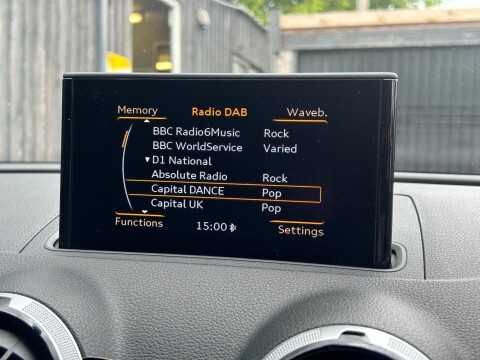 Memory Radio DAB Waveb.
BBC Radio6Music Rock
BBC WorldService Varied
D1 National
Absolute Radio Rock
Capital DANCE Pop
Capital UK Pop
Functions 15:00 Settings